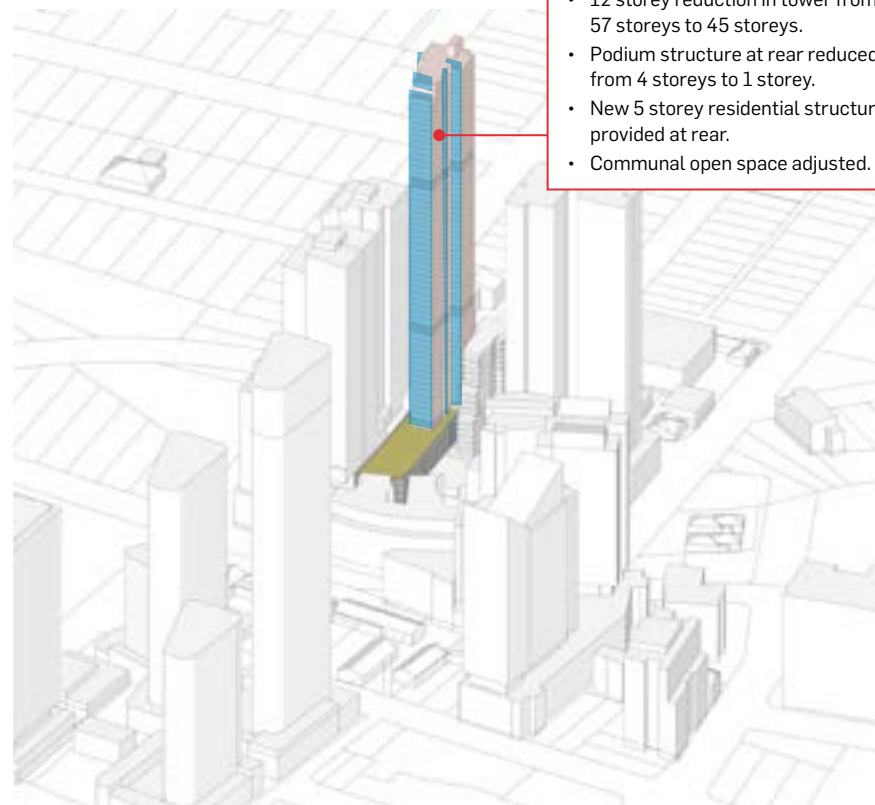 • 12 storey reduction in tower from
57 storeys to 45 storeys.
• Podium structure at rear reduced
from 4 storeys to 1 storey.
• New 5 storey residential structur
provided at rear.
• Communal open space adjusted.